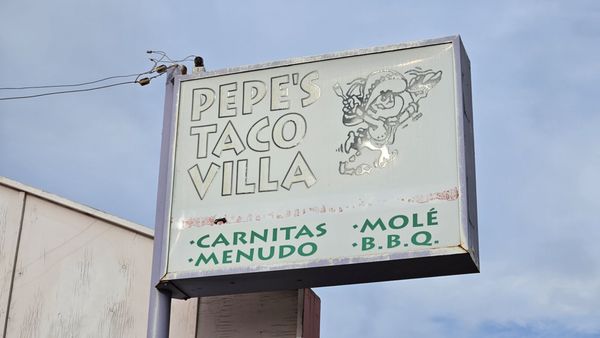 PEPE'S
TACO
VILLA
·CARNITAS ·MOLÉ
·MENUDO ·B.B.Q.